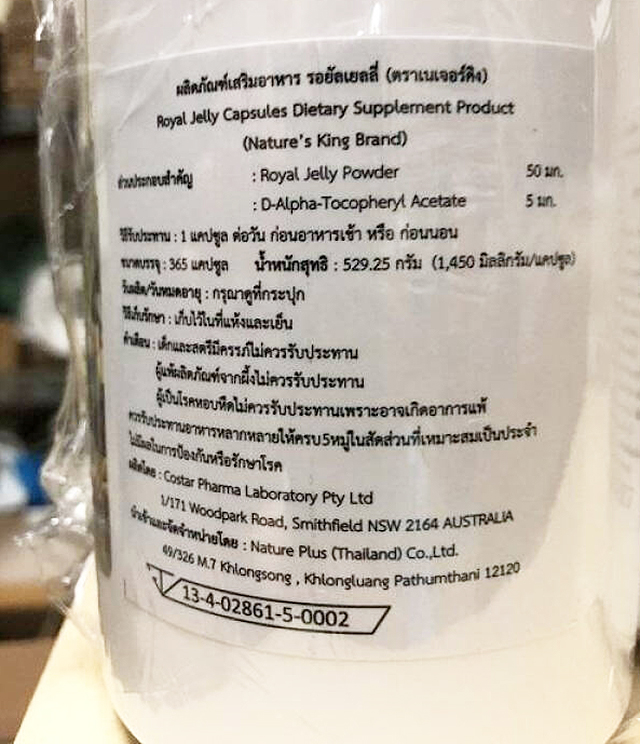 ผลิตภัณฑ์เสริมอาหาร รอยัลเยลลี่ (ตราเนเจอร์คิง)
Royal Jelly Capsules Dietary Supplement Product
(Nature's King Brand)
ส่วนประกอบสำคัญ : Royal Jelly Powder 50 มก.
: D-Alpha-Tocopheryl Acetate 5 มก.
วิธีรับประทาน : 1 แคปซูล ต่อวัน ก่อนอาหารเช้า หรือ ก่อนนอน
ขนาดบรรจุ : 365 แคปซูล น้ำหนักสุทธิ : 529.25 กรัม (1,450 มิลลิกรัม/แคปซูล)
วันผลิต/วันหมดอายุ : กรุณาดูที่กระปุก
วิธีเก็บรักษา : เก็บไว้ในที่แห้งและเย็น
คำเตือน : เด็กและสตรีมีครรภ์ไม่ควรรับประทาน
ผู้แพ้ผลิตภัณฑ์จากผึ้งไม่ควรรับประทาน
ผู้เป็นโรคหอบหืดไม่ควรรับประทานเพราะอาจเกิดอาการแพ้
ควรรับประทานอาหารหลากหลายให้ครบ5หมู่ในสัดส่วนที่เหมาะสมเป็นประจำ
ไม่มีผลในการป้องกันหรือรักษาโรค
ผลิตโดย : Costar Pharma Laboratory Pty Ltd
1/171 Woodpark Road, Smithfield NSW 2164 AUSTRALIA
นำเข้าและจัดจำหน่ายโดย : Nature Plus (Thailand) Co.,Ltd.
49/326 M.7 Khlongsong , Khlongluang Pathumthani 12120
13-4-02861-5-0002